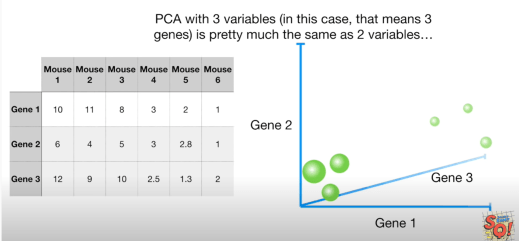 PCA with 3 variables (in this case, that means 3
genes) is pretty much the same as 2 variables…
Mouse 1 Mouse 2 Mouse 3 Mouse 4 Mouse 5 Mouse 6
Gene 1 10 11 8 3 2 1
Gene 2 6 4 5 3 2.8 1
Gene 3 12 9 10 2.5 1.3 2
Gene 2
Gene 3
Gene 1
SQ!